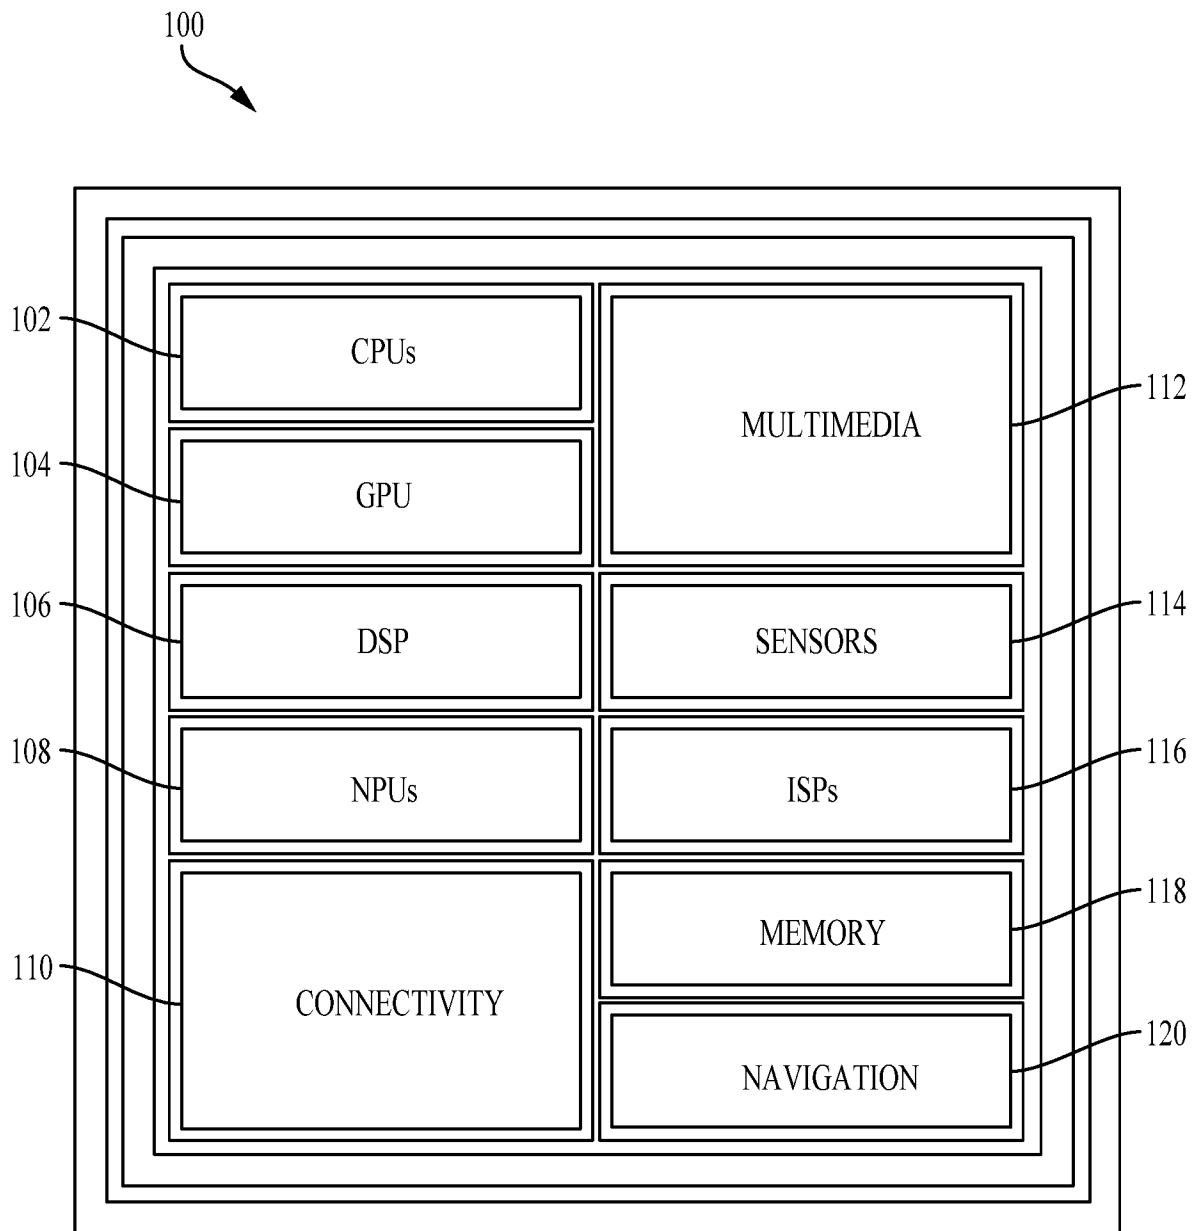 100
102
CPUs
MULTIMEDIA
112
104
GPU
106
DSP
SENSORS
114
108
NPUs
ISPs
116
110
CONNECTIVITY
MEMORY
118
NAVIGATION
120